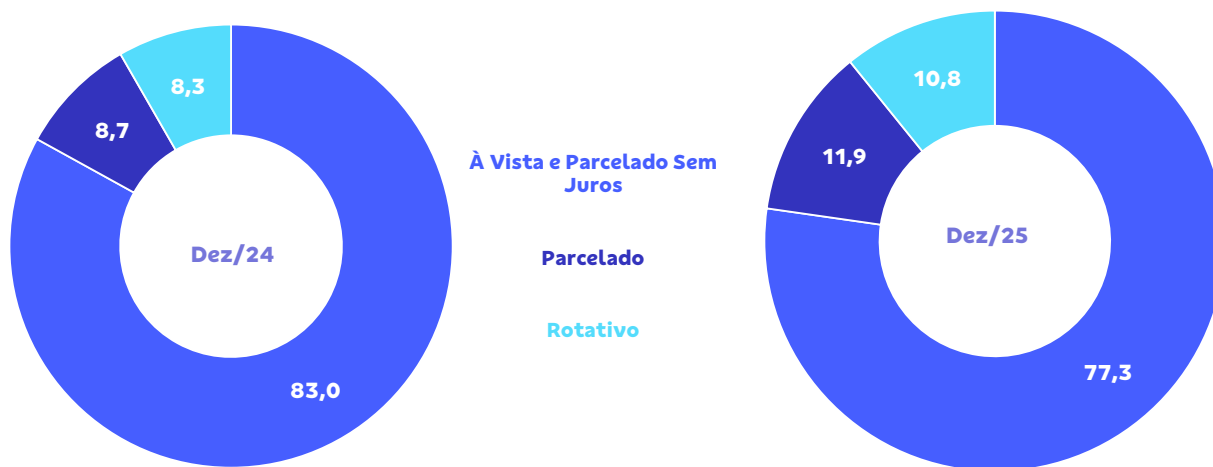 8,3
8,7
Dez/24
83,0
À Vista e Parcelado Sem
Juros
Parcelado
Rotativo
10,8
11,9
Dez/25
77,3